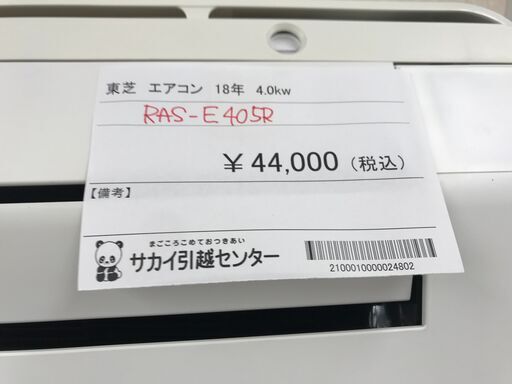 東芝 エアコン 18年 4.0kw
RAS-E405R
￥44,000（税込）
【備考】
まごころこめておつきあい
サカイ引越センター
2100010000024802